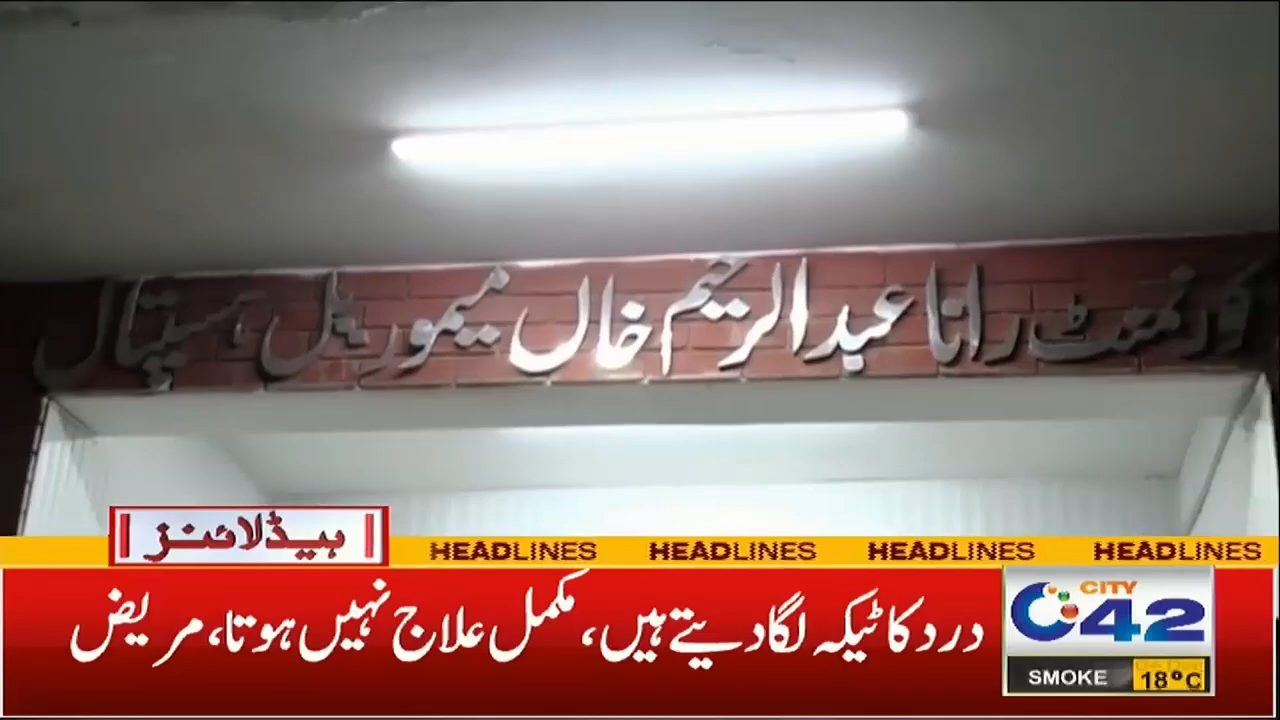 گورنمنٹ رانا عبدالرحیم خاں میموریل ہسپتال
ہیڈلائنز
HEADLINES HEADLINES HEADLINES HEADLINES
درد کا ٹیکہ لگا دیتے ہیں، مکمل علاج نہیں ہوتا، مریض
CITY
42
SMOKE 18°C